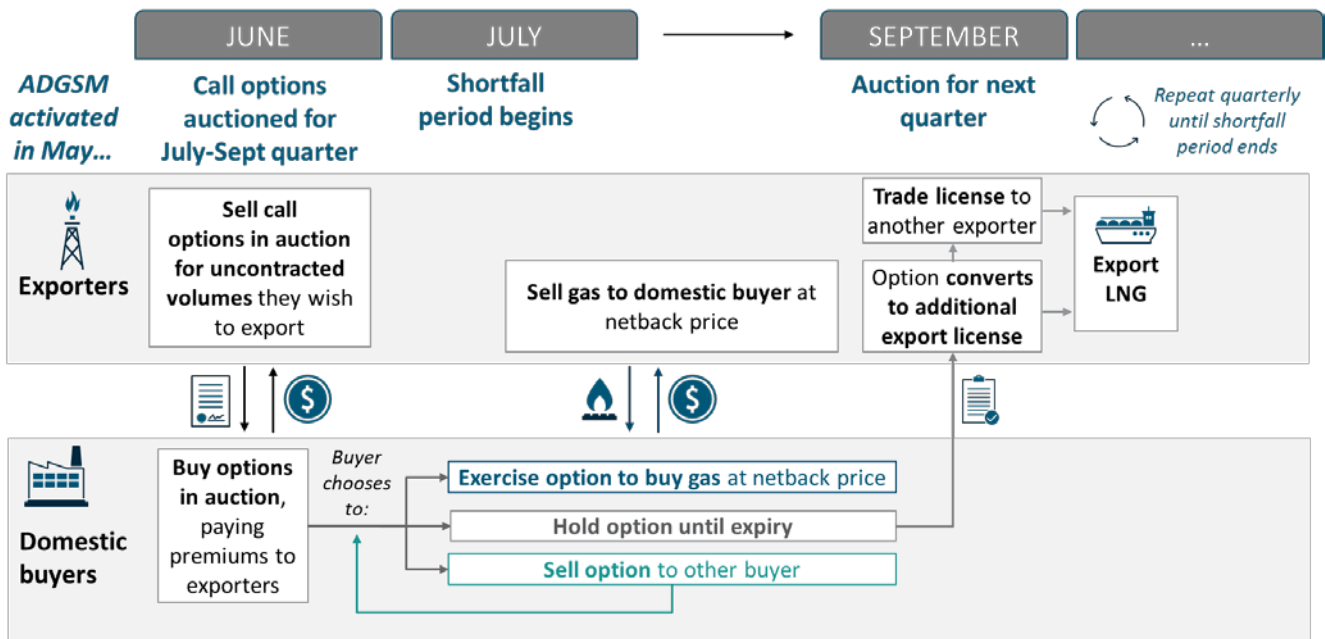 JUNE
JULY
SEPTEMBER
...
ADGSM
activated
in May...
Call options
auctioned for
July-Sept quarter
Shortfall
period begins
Auction for next
quarter
Repeat quarterly
until shortfall
period ends
Exporters
Sell call
options in auction
for uncontracted
volumes they wish
to export
Sell gas to domestic buyer at
netback price
Trade license to
another exporter
Option converts
to additional
export license
Export
LNG
$
$
Domestic
buyers
Buy options
in auction,
paying
premiums to
exporters
Buyer
chooses
to:
Exercise option to buy gas at netback price
Hold option until expiry
Sell option to other buyer